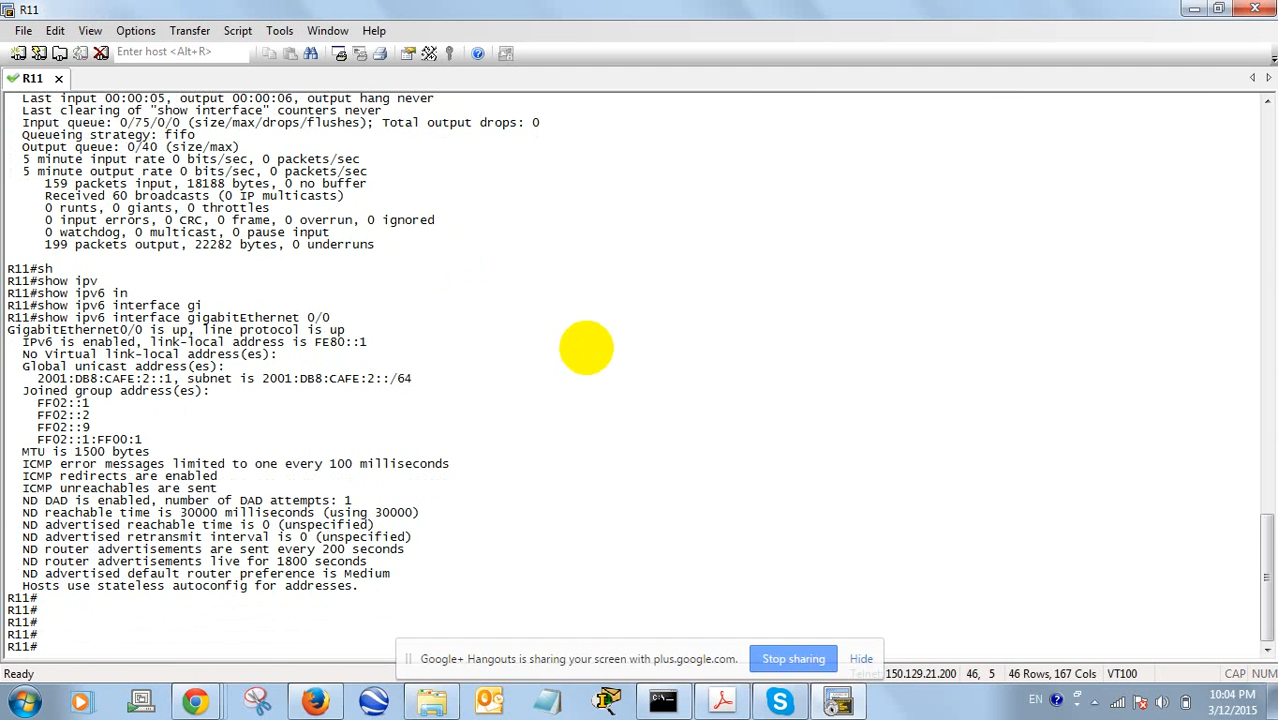 R11
File Edit View Options Transfer Script Tools Window Help
Enter host <Alt+R>
R11
Last input 00:00:05, output 00:00:06, output hang never
Last clearing of "show interface" counters never
Input queue: 0/75/0/0 (size/max/drops/flushes); Total output drops: 0
Queueing strategy: fifo
Output queue: 0/40 (size/max)
5 minute input rate 0 bits/sec, 0 packets/sec
5 minute output rate 0 bits/sec, 0 packets/sec
159 packets input, 18188 bytes, 0 no buffer
Received 60 broadcasts (0 IP multicasts)
0 runts, 0 giants, 0 throttles
0 input errors, 0 CRC, 0 frame, 0 overrun, 0 ignored
0 watchdog, 0 multicast, 0 pause input
199 packets output, 22282 bytes, 0 underruns
R11#sh
R11#show ipv
R11#show ipv6 in
R11#show ipv6 interface gi
R11#show ipv6 interface gigabitEthernet 0/0
GigabitEthernet0/0 is up, line protocol is up
IPv6 is enabled, link-local address is FE80::1
No Virtual link-local address(es):
Global unicast address(es):
2001:DB8:CAFE:2::1, subnet is 2001:DB8:CAFE:2::/64
Joined group address(es):
FF02::1
FF02::2
FF02::9
FF02::1:FF00:1
MTU is 1500 bytes
ICMP error messages limited to one every 100 milliseconds
ICMP redirects are enabled
ICMP unreachables are sent
ND DAD is enabled, number of DAD attempts: 1
ND reachable time is 30000 milliseconds (using 30000)
ND advertised reachable time is 0 (unspecified)
ND advertised retransmit interval is 0 (unspecified)
ND router advertisements are sent every 200 seconds
ND router advertisements live for 1800 seconds
ND advertised default router preference is Medium
Hosts use stateless autoconfig for addresses.
R11#
R11#
R11#
R11#
R11#
Google+ Hangouts is sharing your screen with plus.google.com. Stop sharing Hide
Ready Telnet: 150.129.21.200 46, 5 46 Rows, 167 Cols VT100 CAP NUM
EN 10:04 PM
3/12/2015